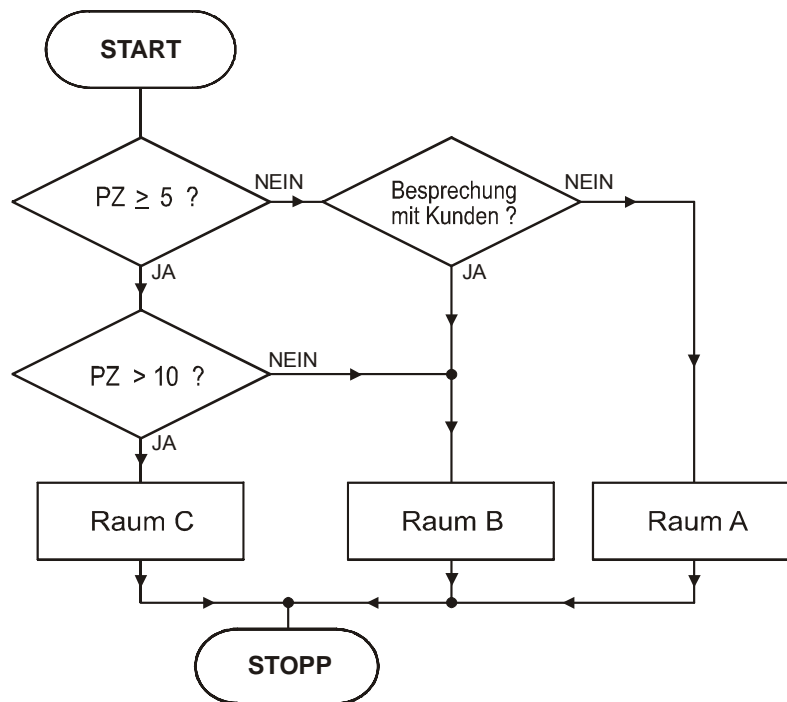 START
PZ ≥ 5 ?
NEIN
Besprechung
mit Kunden ?
NEIN
JA
JA
PZ > 10 ?
NEIN
JA
Raum C
Raum B
Raum A
STOPP